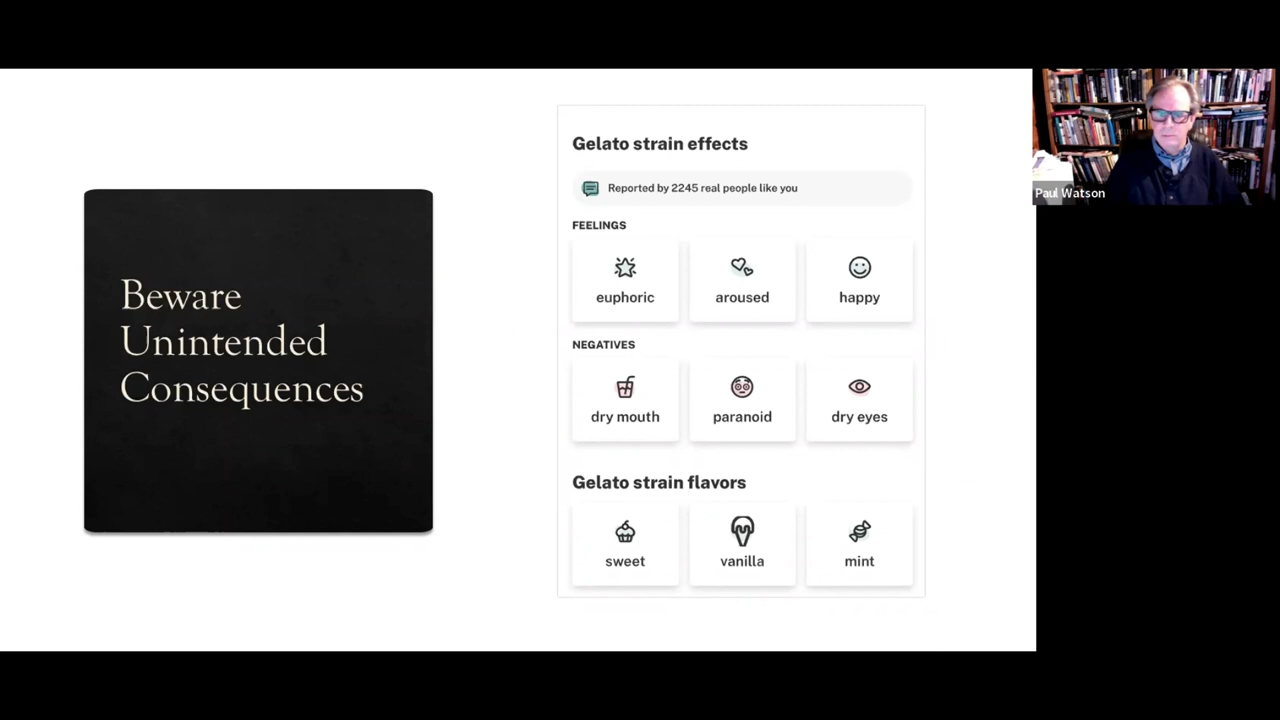 Beware
Unintended
Consequences
Gelato strain effects
Reported by 2245 real people like you
FEELINGS
euphoric
aroused
happy
NEGATIVES
dry mouth
paranoid
dry eyes
Gelato strain flavors
sweet
vanilla
mint
Paul Watson